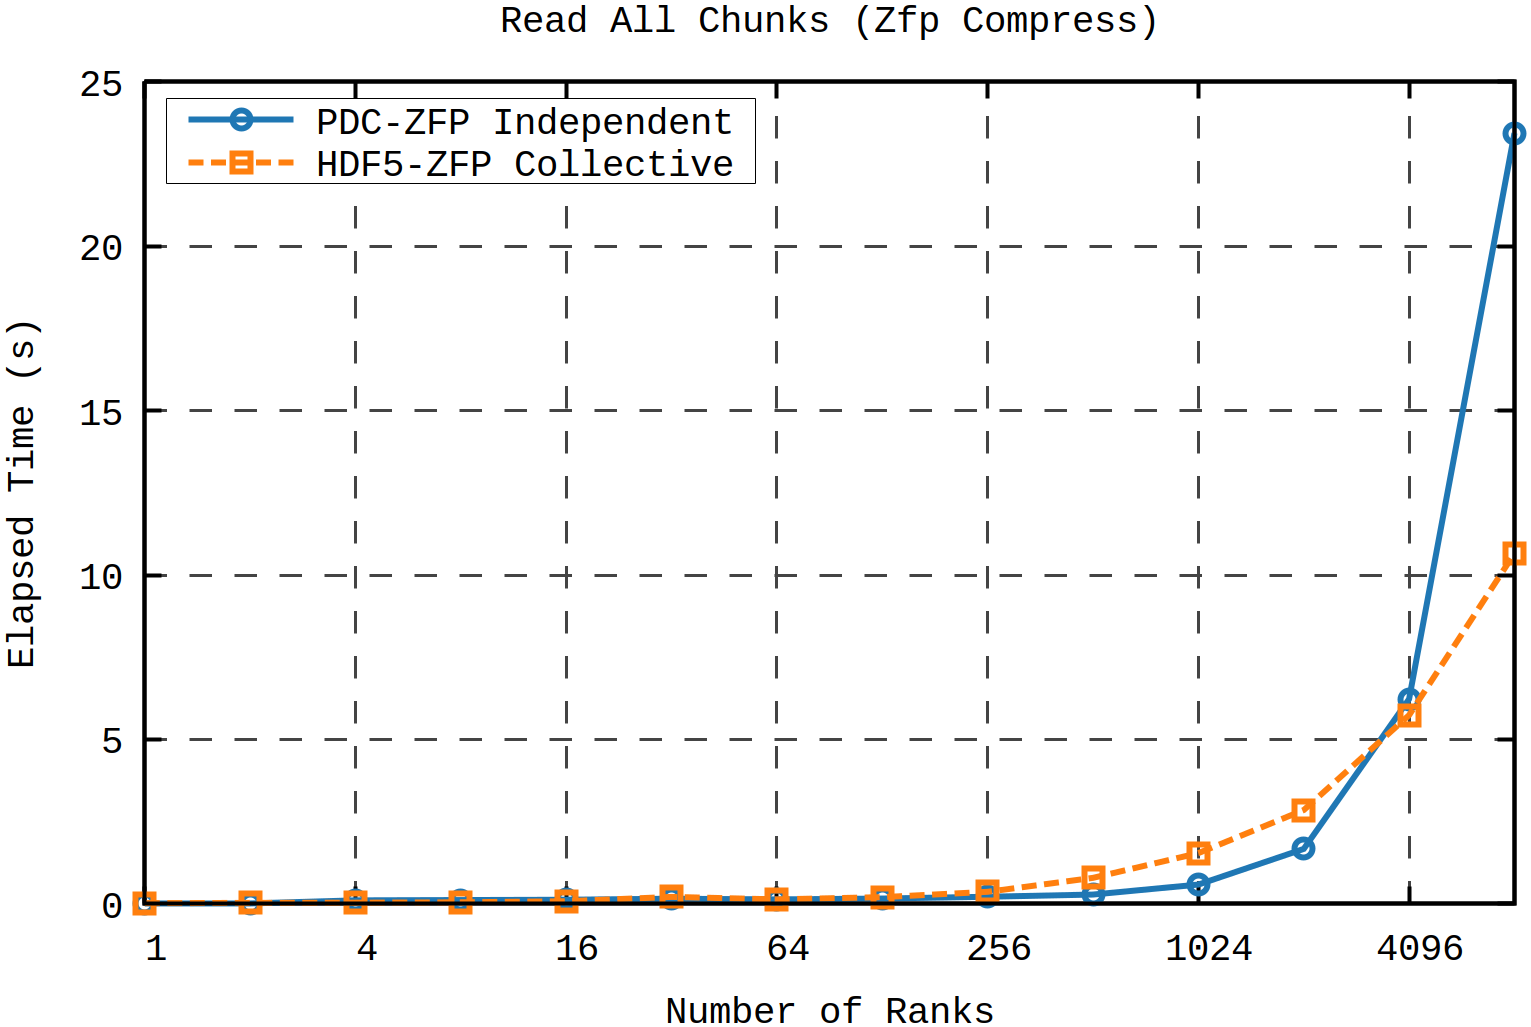 Read All Chunks (Zfp Compress)
25
PDC-ZFP Independent
HDF5-ZFP Collective
20
15
10
5
0
Elapsed Time (s)
1 4 16 64 256 1024 4096
Number of Ranks